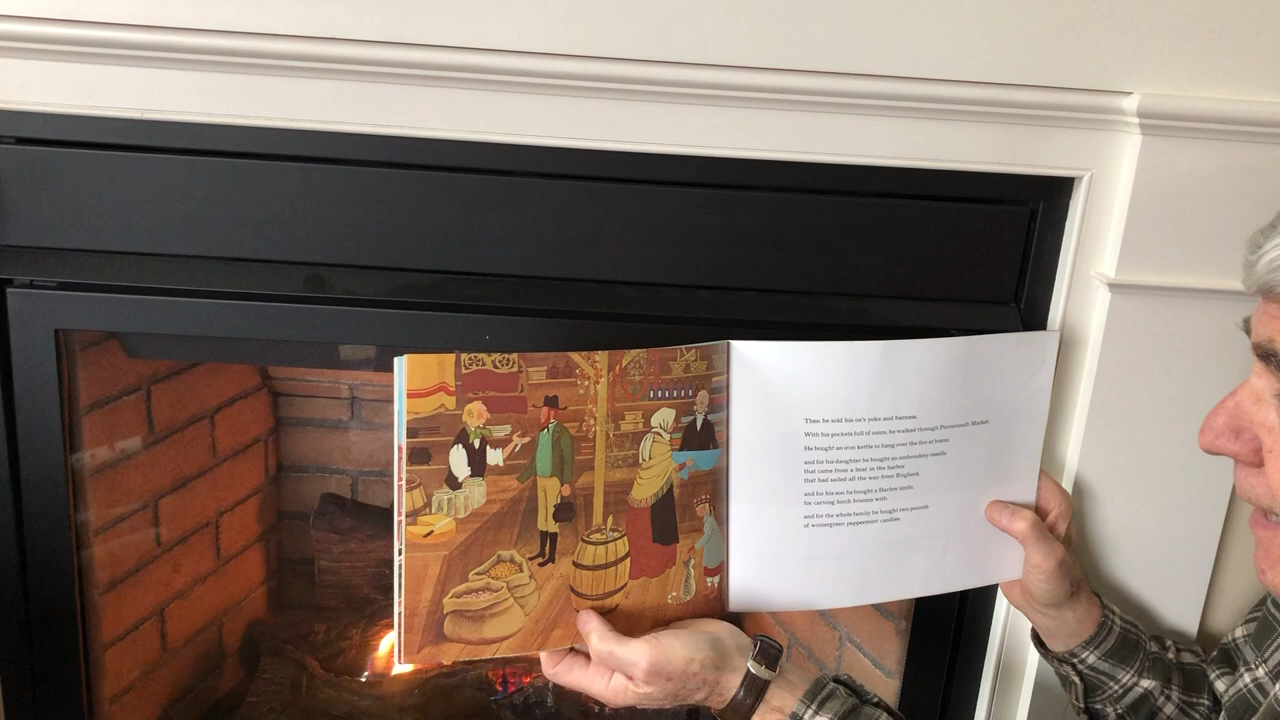 Then he sold his ox's yoke and harness.
With his pockets full of coins, he walked through Portsmouth Market
He bought an iron kettle to hang over the fire at home,
and for his daughter he bought an embroidery needle
that came from a boat in the harbor
that had sailed all the way from England,
and for his son he bought a Barlow knife,
for carving birch brooms with
and for the whole family he bought two pounds
of wintergreen peppermint candies.